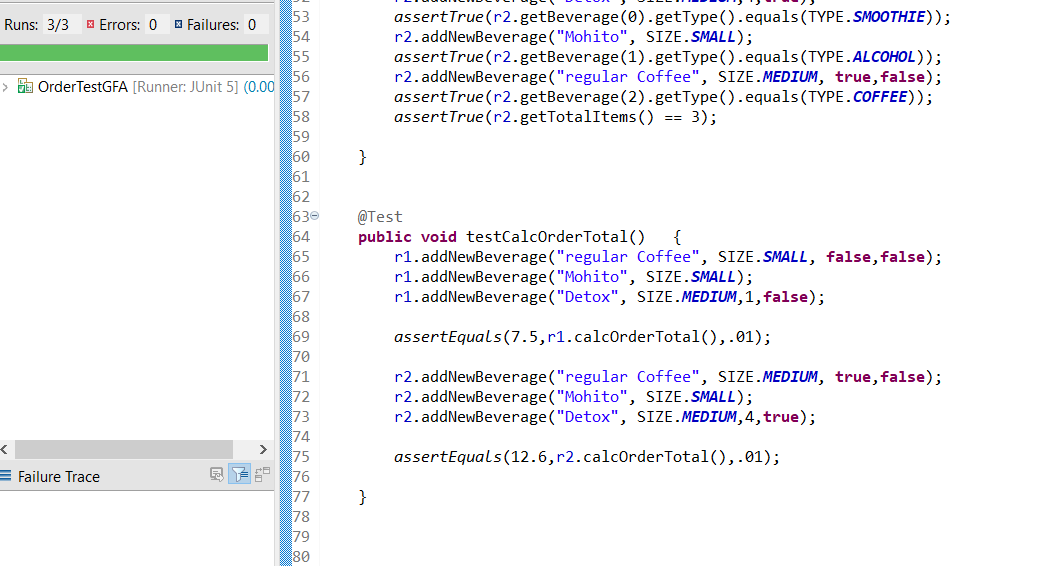 Runs: 3/3 Errors: 0 Failures: 0
OrderTestGFA [Runner: JUnit 5] (0.00
Failure Trace
53 assertTrue(r2.getBeverage(0).getType().equals(TYPE.SMOOTHIE));
54 r2.addNewBeverage("Mohito", SIZE.SMALL);
55 assertTrue(r2.getBeverage(1).getType().equals(TYPE.ALCOHOL));
56 r2.addNewBeverage("regular Coffee", SIZE.MEDIUM, true,false);
57 assertTrue(r2.getBeverage(2).getType().equals(TYPE.COFFEE));
58 assertTrue(r2.getTotalItems() == 3);
59
60 }
61
62
63 @Test
64 public void testCalcOrderTotal() {
65 r1.addNewBeverage("regular Coffee", SIZE.SMALL, false,false);
66 r1.addNewBeverage("Mohito", SIZE.SMALL);
67 r1.addNewBeverage("Detox", SIZE.MEDIUM,1,false);
68
69 assertEquals(7.5,r1.calcOrderTotal(),.01);
70
71 r2.addNewBeverage("regular Coffee", SIZE.MEDIUM, true,false);
72 r2.addNewBeverage("Mohito", SIZE.SMALL);
73 r2.addNewBeverage("Detox", SIZE.MEDIUM,4,true);
74
75 assertEquals(12.6,r2.calcOrderTotal(),.01);
76
77 }
78
79
80